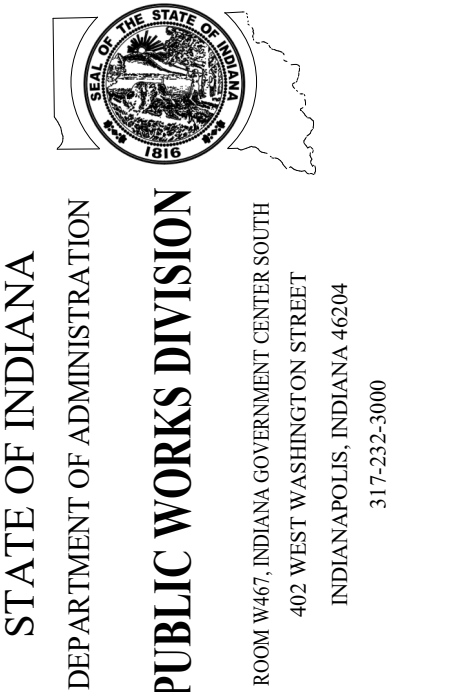 SEAL OF THE STATE OF INDIANA
1816
STATE OF INDIANA
DEPARTMENT OF ADMINISTRATION
PUBLIC WORKS DIVISION
ROOM W467, INDIANA GOVERNMENT CENTER SOUTH
402 WEST WASHINGTON STREET
INDIANAPOLIS, INDIANA 46204
317-232-3000